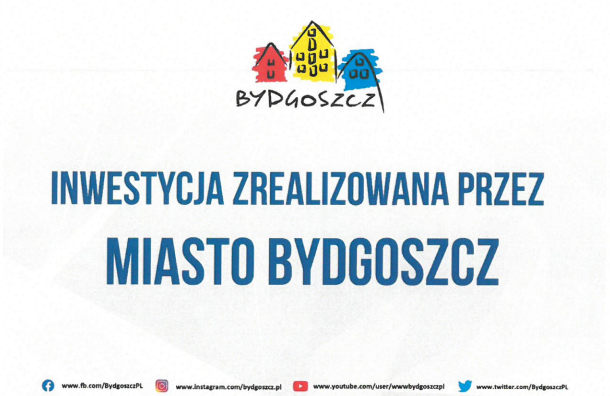 BYDGOSZCZ
INWESTYCJA ZREALIZOWANA PRZEZ
MIASTO BYDGOSZCZ
www.fb.com/BydgoszczPL www.instagram.com/bydgoszcz.pl www.youtube.com/user/wwwbydgoszczpl www.twitter.com/BydgoszczPL